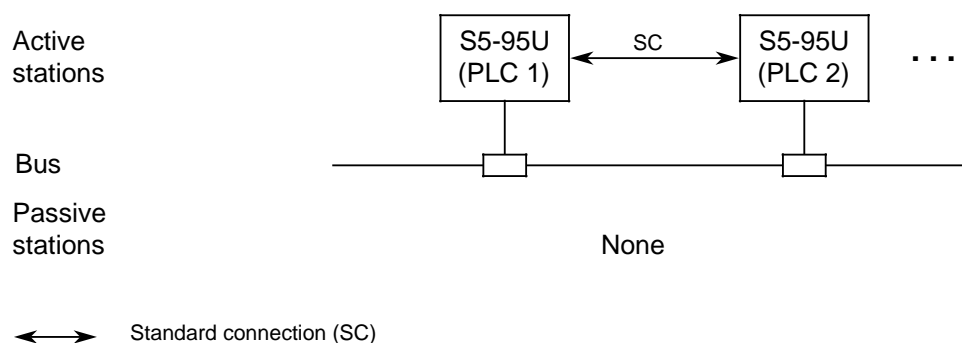 Active
stations
S5-95U
(PLC 1)
SC
S5-95U
(PLC 2)
. . .
Bus
Passive
stations
None
Standard connection (SC)